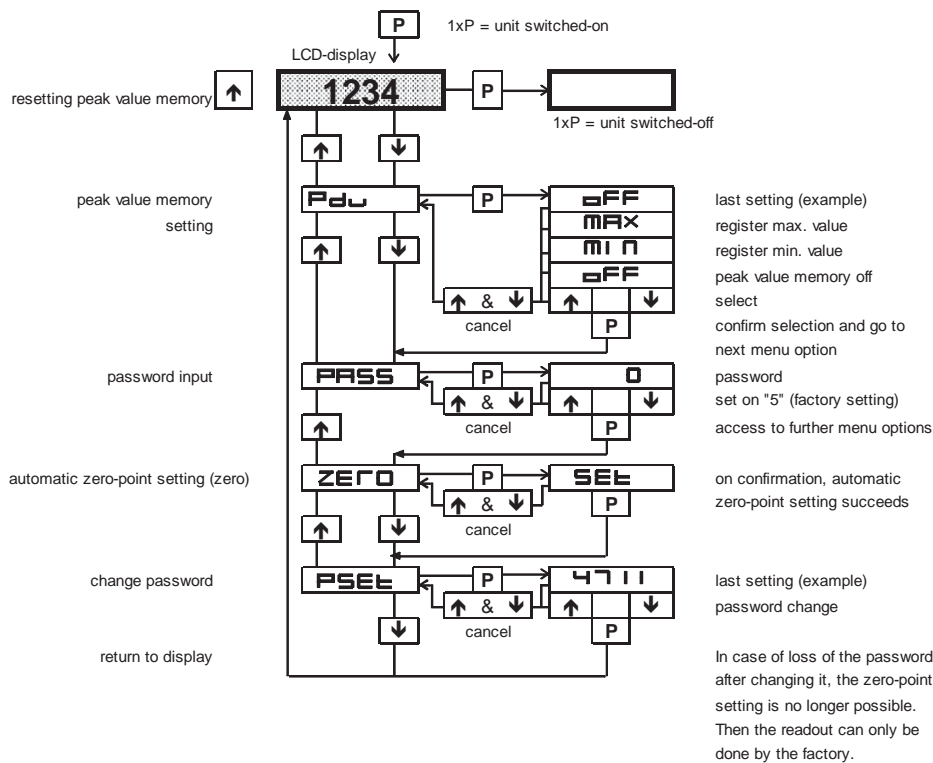 P 1xP = unit switched-on
LCD-display
resetting peak value memory ↑ 1234 P
1xP = unit switched-off
↑ ↓
peak value memory Pdv P oFF last setting (example)
setting MAX register max. value
↑ ↓ MIN register min. value
oFF peak value memory off
↑ & ↓ ↑ ↓ select
cancel P confirm selection and go to
next menu option
password input PASS P 0 password
↑ & ↓ ↑ ↓ set on "5" (factory setting)
↑ cancel P access to further menu options
automatic zero-point setting (zero) ZEro P SEt on confirmation, automatic
↑ & ↓ P zero-point setting succeeds
↑ ↓ cancel
change password PSEt P 4711 last setting (example)
↑ & ↓ ↑ ↓ password change
↓ cancel P
return to display In case of loss of the password
after changing it, the zero-point
setting is no longer possible.
Then the readout can only be
done by the factory.